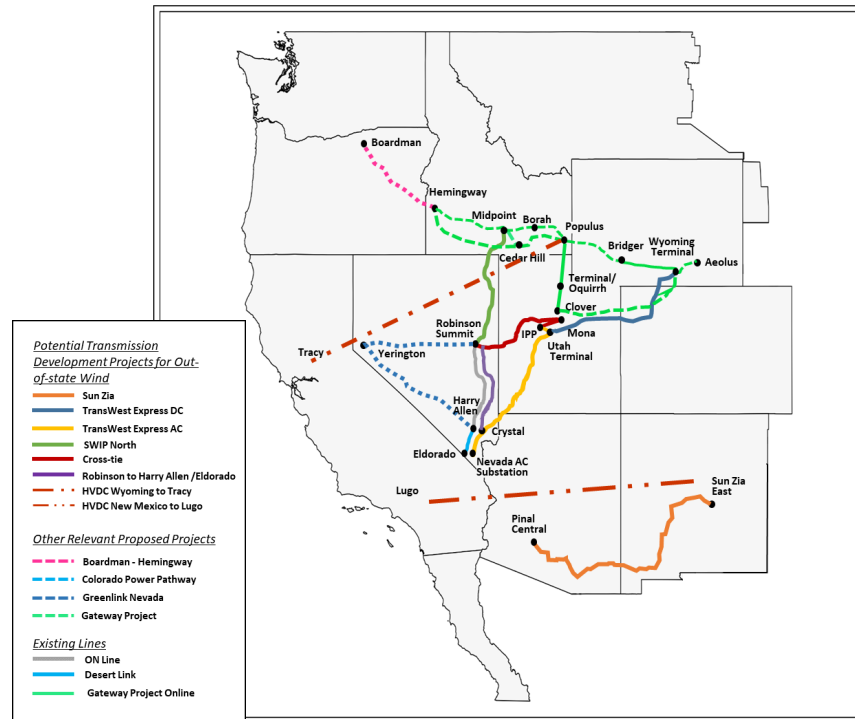 Boardman
Hemingway
Midpoint
Borah
Populus
Bridger
Wyoming
Terminal
Aeolus
Cedar Hill
Terminal/
Oquirrh
Clover
Robinson
Summit
IPP
Mona
Utah
Terminal
Tracy
Yerington
Harry
Allen
Crystal
Eldorado
Nevada AC
Substation
Lugo
Sun Zia
East
Pinal
Central
Potential Transmission
Development Projects for Out-
of-state Wind
Sun Zia
TransWest Express DC
TransWest Express AC
SWIP North
Cross-tie
Robinson to Harry Allen /Eldorado
HVDC Wyoming to Tracy
HVDC New Mexico to Lugo
Other Relevant Proposed Projects
Boardman - Hemingway
Colorado Power Pathway
Greenlink Nevada
Gateway Project
Existing Lines
ON Line
Desert Link
Gateway Project Online